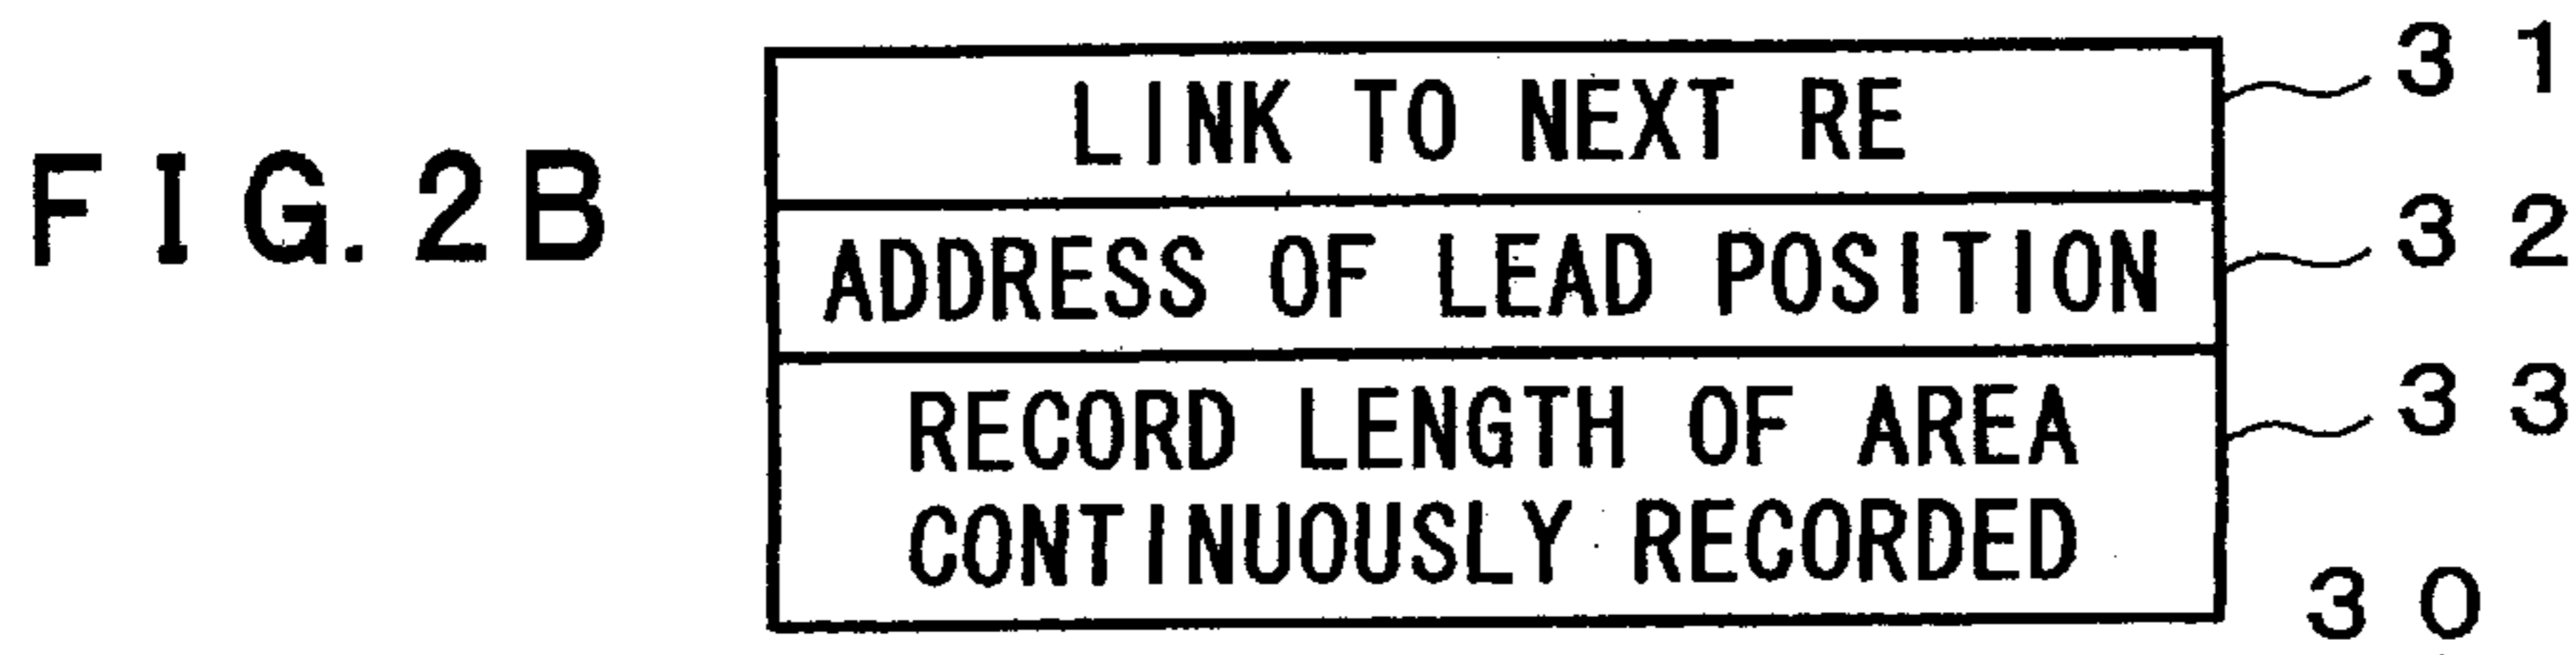 FIG. 2B
LINK TO NEXT RE
31
ADDRESS OF LEAD POSITION
32
RECORD LENGTH OF AREA
CONTINUOUSLY RECORDED
33
30